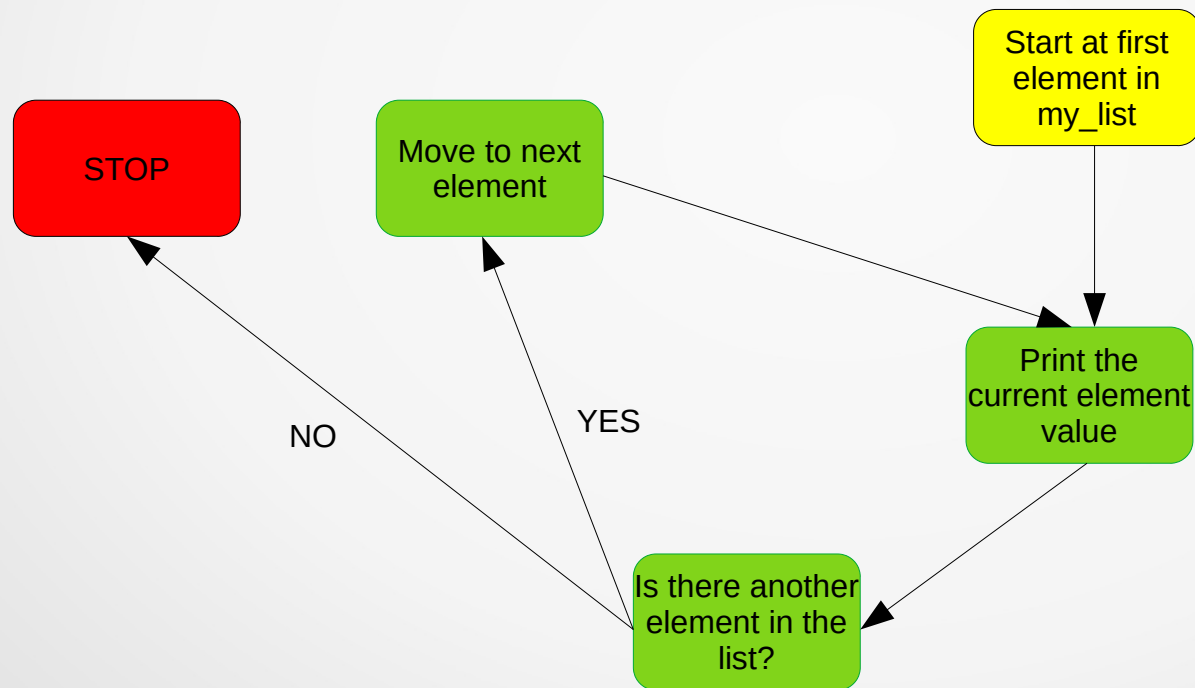 Start at first
element in
my_list
STOP
Move to next
element
Print the
current element
value
NO
YES
Is there another
element in the
list?